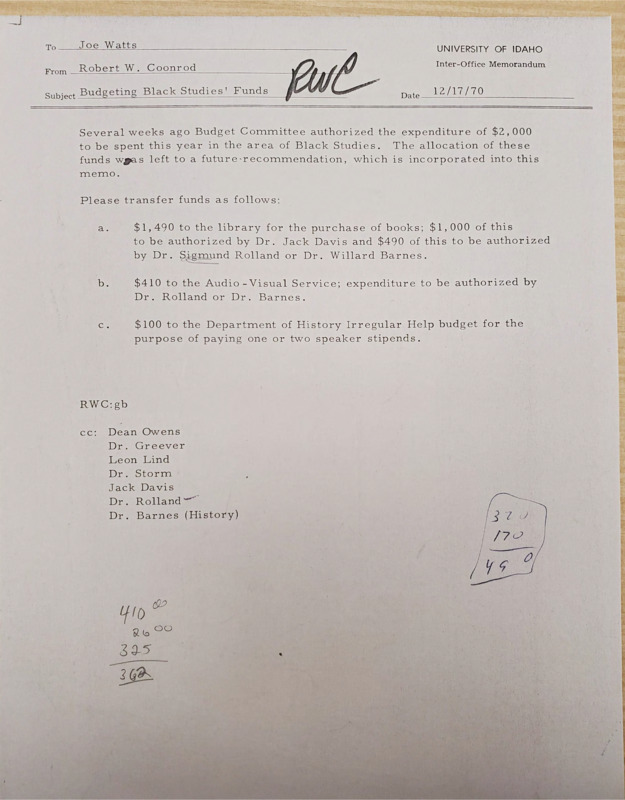 To Joe Watts
UNIVERSITY OF IDAHO
Inter-Office Memorandum
From Robert W. Coonrod
RWC
Subject Budgeting Black Studies' Funds
Date 12/17/70
Several weeks ago Budget Committee authorized the expenditure of $2,000
to be spent this year in the area of Black Studies. The allocation of these
funds was left to a future recommendation, which is incorporated into this
memo.
Please transfer funds as follows:
a. $1,490 to the library for the purchase of books; $1,000 of this
to be authorized by Dr. Jack Davis and $490 of this to be authorized
by Dr. Sigmund Rolland or Dr. Willard Barnes.
b. $410 to the Audio-Visual Service; expenditure to be authorized by
Dr. Rolland or Dr. Barnes.
c. $100 to the Department of History Irregular Help budget for the
purpose of paying one or two speaker stipends.
RWC:gb
cc: Dean Owens
Dr. Greever
Leon Lind
Dr. Storm
Jack Davis
Dr. Rolland
Dr. Barnes (History)
320
170
490
410 00
26 00
325
362